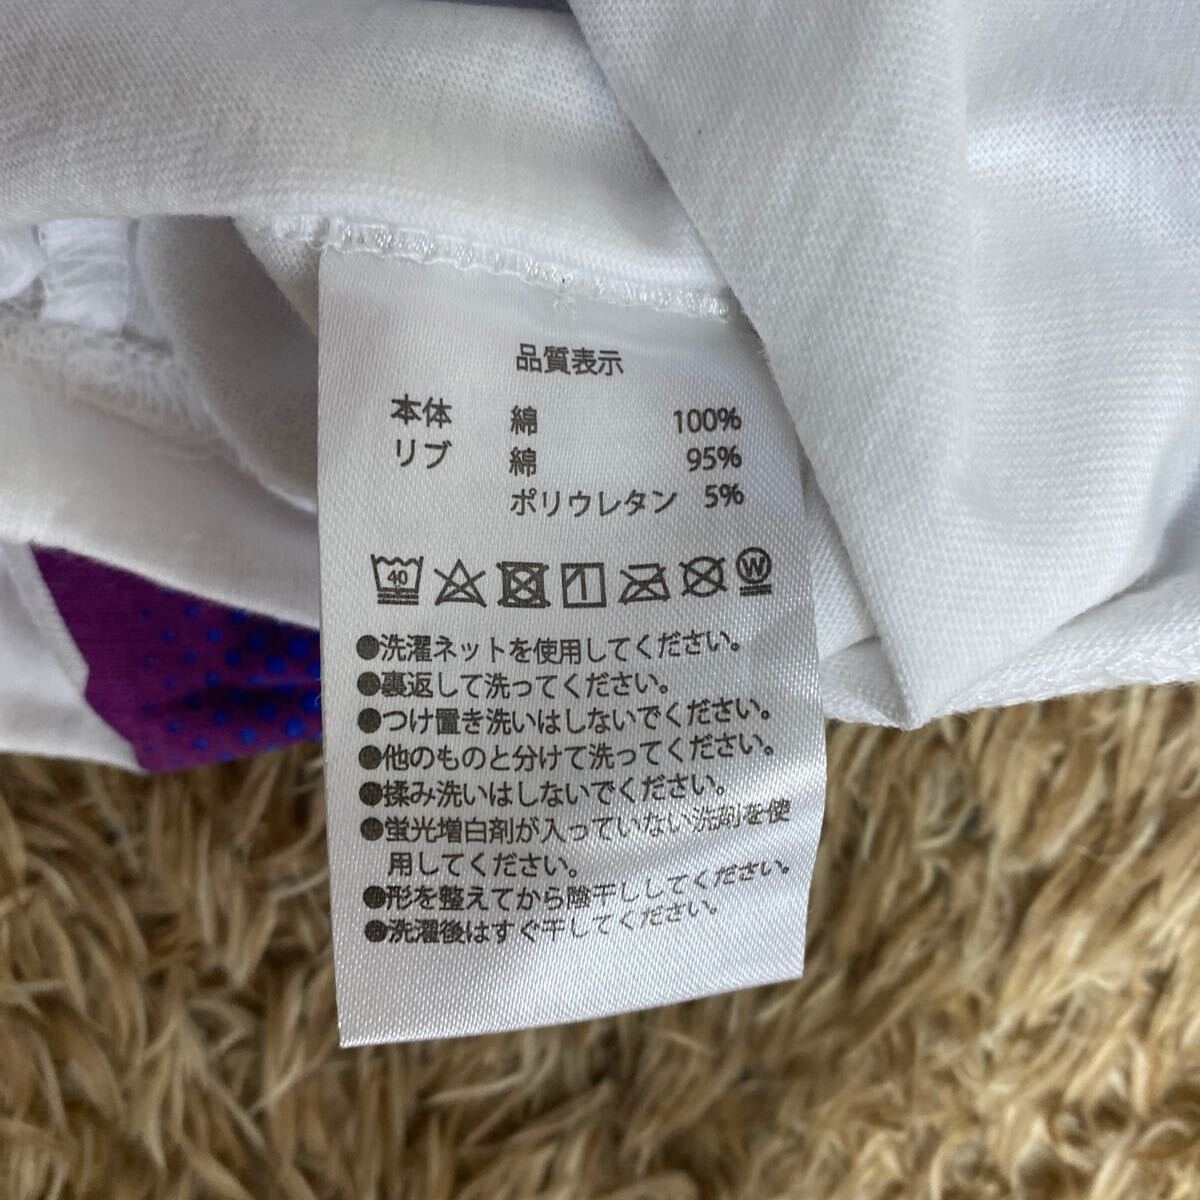 品質表示
本体 綿 100%
リブ 綿 95%
ポリウレタン 5%
40 W
●洗濯ネットを使用してください。
●裏返して洗ってください。
●つけ置き洗いはしないでください。
●他のものと分けて洗ってください。
●揉み洗いはしないでください。
●蛍光増白剤が入っていない洗剤を使
用してください。
●形を整えてから陰干ししてください。
●洗濯後はすぐ干してください。